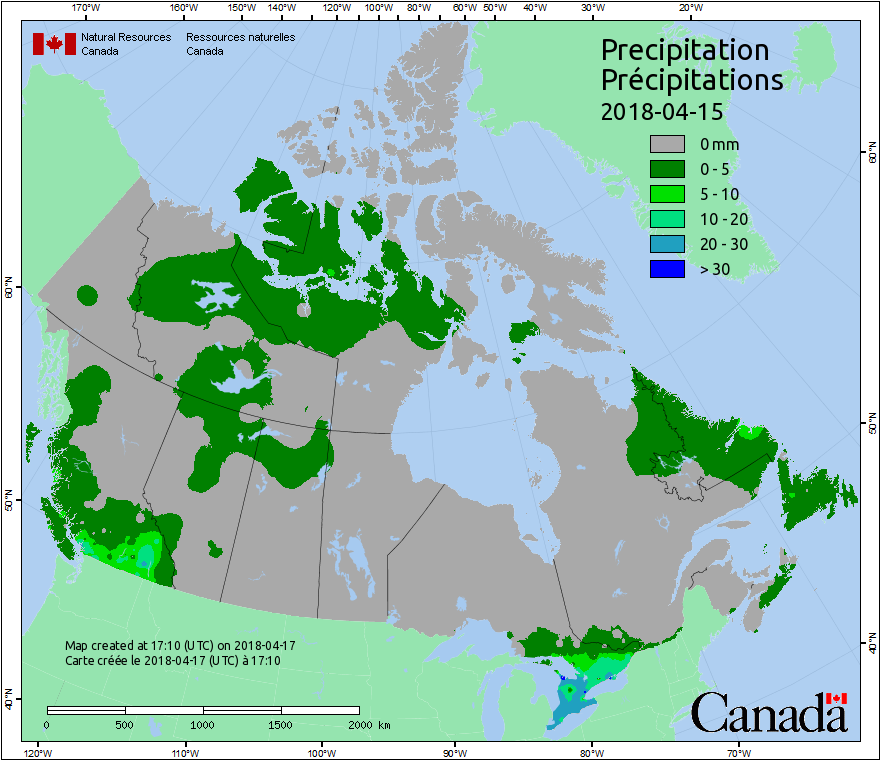 170°W 160°W 150°W 140°W 130°W 120°W 110°W 100°W 90°W 80°W 60°W 50°W 40°W 30°W 20°W
Natural Resources Ressources naturelles
Canada Canada
Precipitation
Précipitations
2018-04-15
0 mm
0 - 5
5 - 10
10 - 20
20 - 30
> 30
60°N
60°N
50°N
50°N
40°N
40°N
Map created at 17:10 (UTC) on 2018-04-17
Carte créée le 2018-04-17 (UTC) à 17:10
0 500 1000 1500 2000 km
Canada
120°W 110°W 100°W 90°W 80°W 70°W